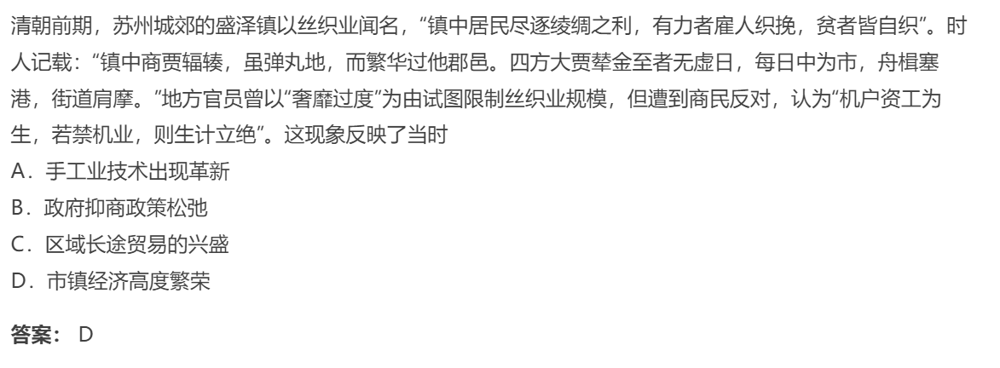 清朝前期，苏州城郊的盛泽镇以丝织业闻名，“镇中居民尽逐绫绸之利，有力者雇人织挽，贫者皆自织”。时
人记载：“镇中商贾辐辏，虽弹丸地，而繁华过他郡邑。四方大贾辇金至者无虚日，每日中为市，舟楫塞
港，街道肩摩。”地方官员曾以“奢靡过度”为由试图限制丝织业规模，但遭到商民反对，认为“机户资工为
生，若禁机业，则生计立绝”。这现象反映了当时
A．手工业技术出现革新
B．政府抑商政策松弛
C．区域长途贸易的兴盛
D．市镇经济高度繁荣
答案： D